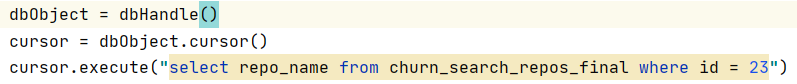 dbObject = dbHandle()
cursor = dbObject.cursor()
cursor.execute("select repo_name from churn_search_repos_final where id = 23")